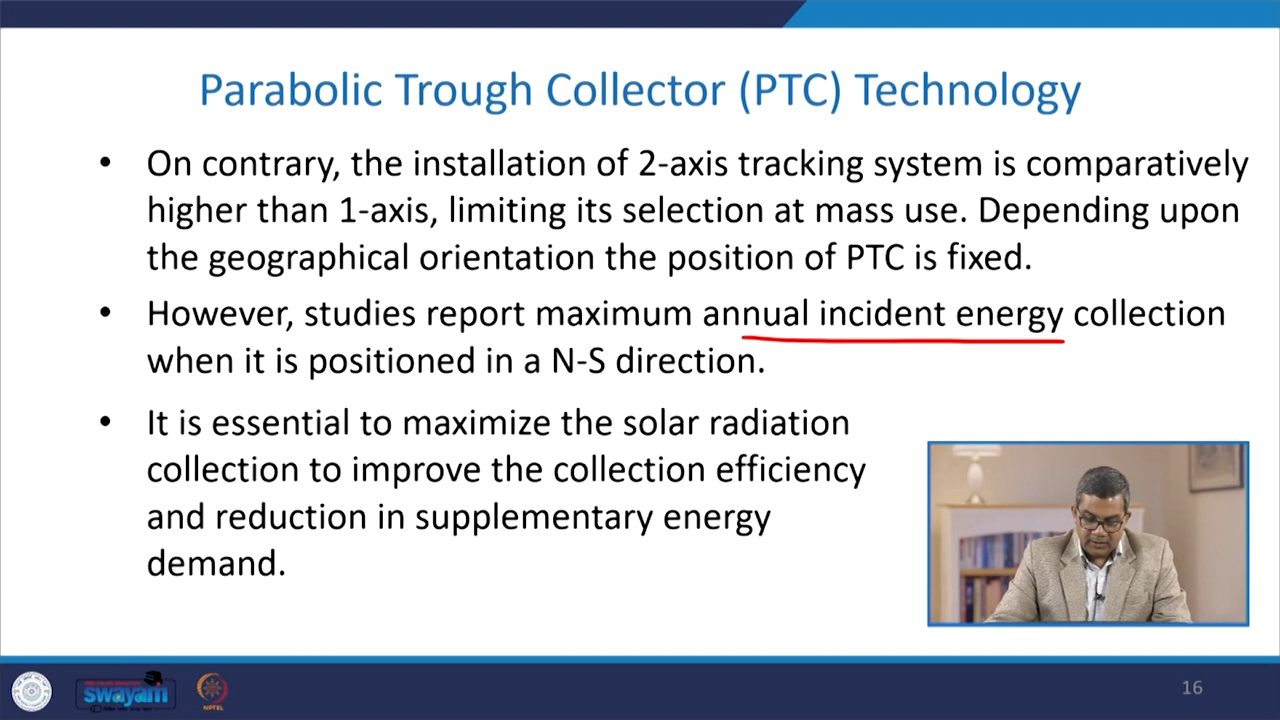 Parabolic Trough Collector (PTC) Technology
• On contrary, the installation of 2-axis tracking system is comparatively
higher than 1-axis, limiting its selection at mass use. Depending upon
the geographical orientation the position of PTC is fixed.
• However, studies report maximum annual incident energy collection
when it is positioned in a N-S direction.
• It is essential to maximize the solar radiation
collection to improve the collection efficiency
and reduction in supplementary energy
demand.
swayam
NPTEL
16